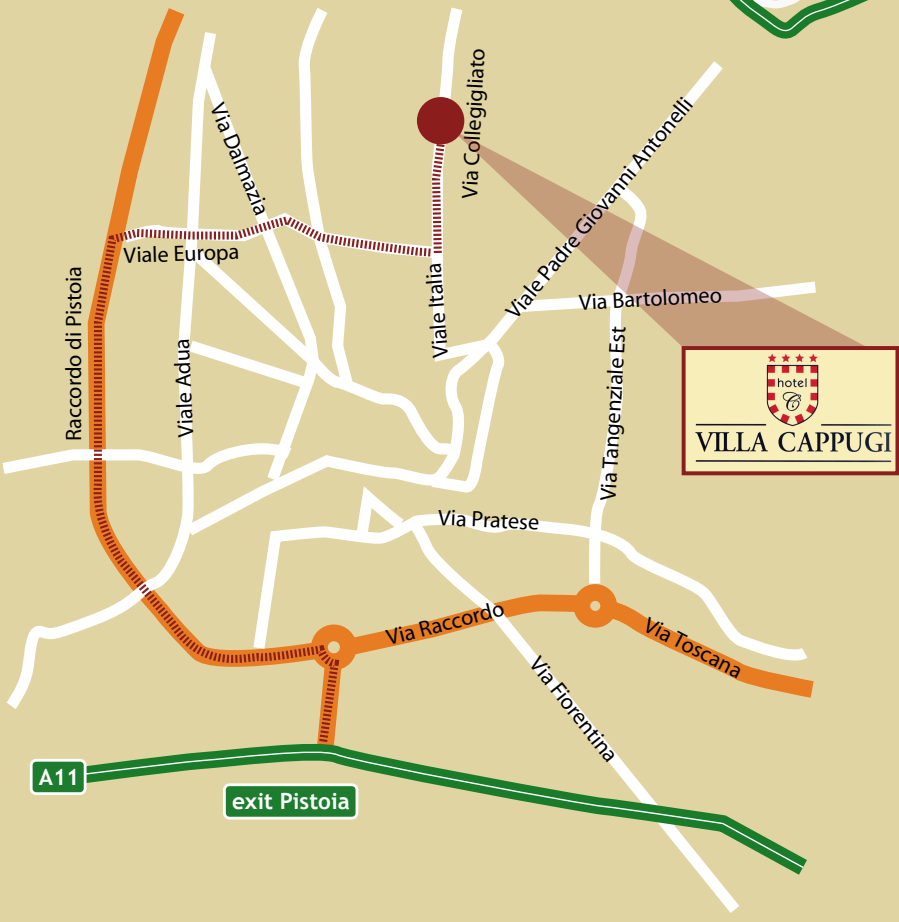 Via Collegigliato
Via Dalmazia
Viale Padre Giovanni Antonelli
Viale Europa
Raccordo di Pistoia
Viale Italia
Via Bartolomeo
Viale Adua
Via Tangenziale Est
hotel
C
VILLA CAPPUGI
Via Pratese
Via Raccordo
Via Toscana
Via Fiorentina
A11
exit Pistoia